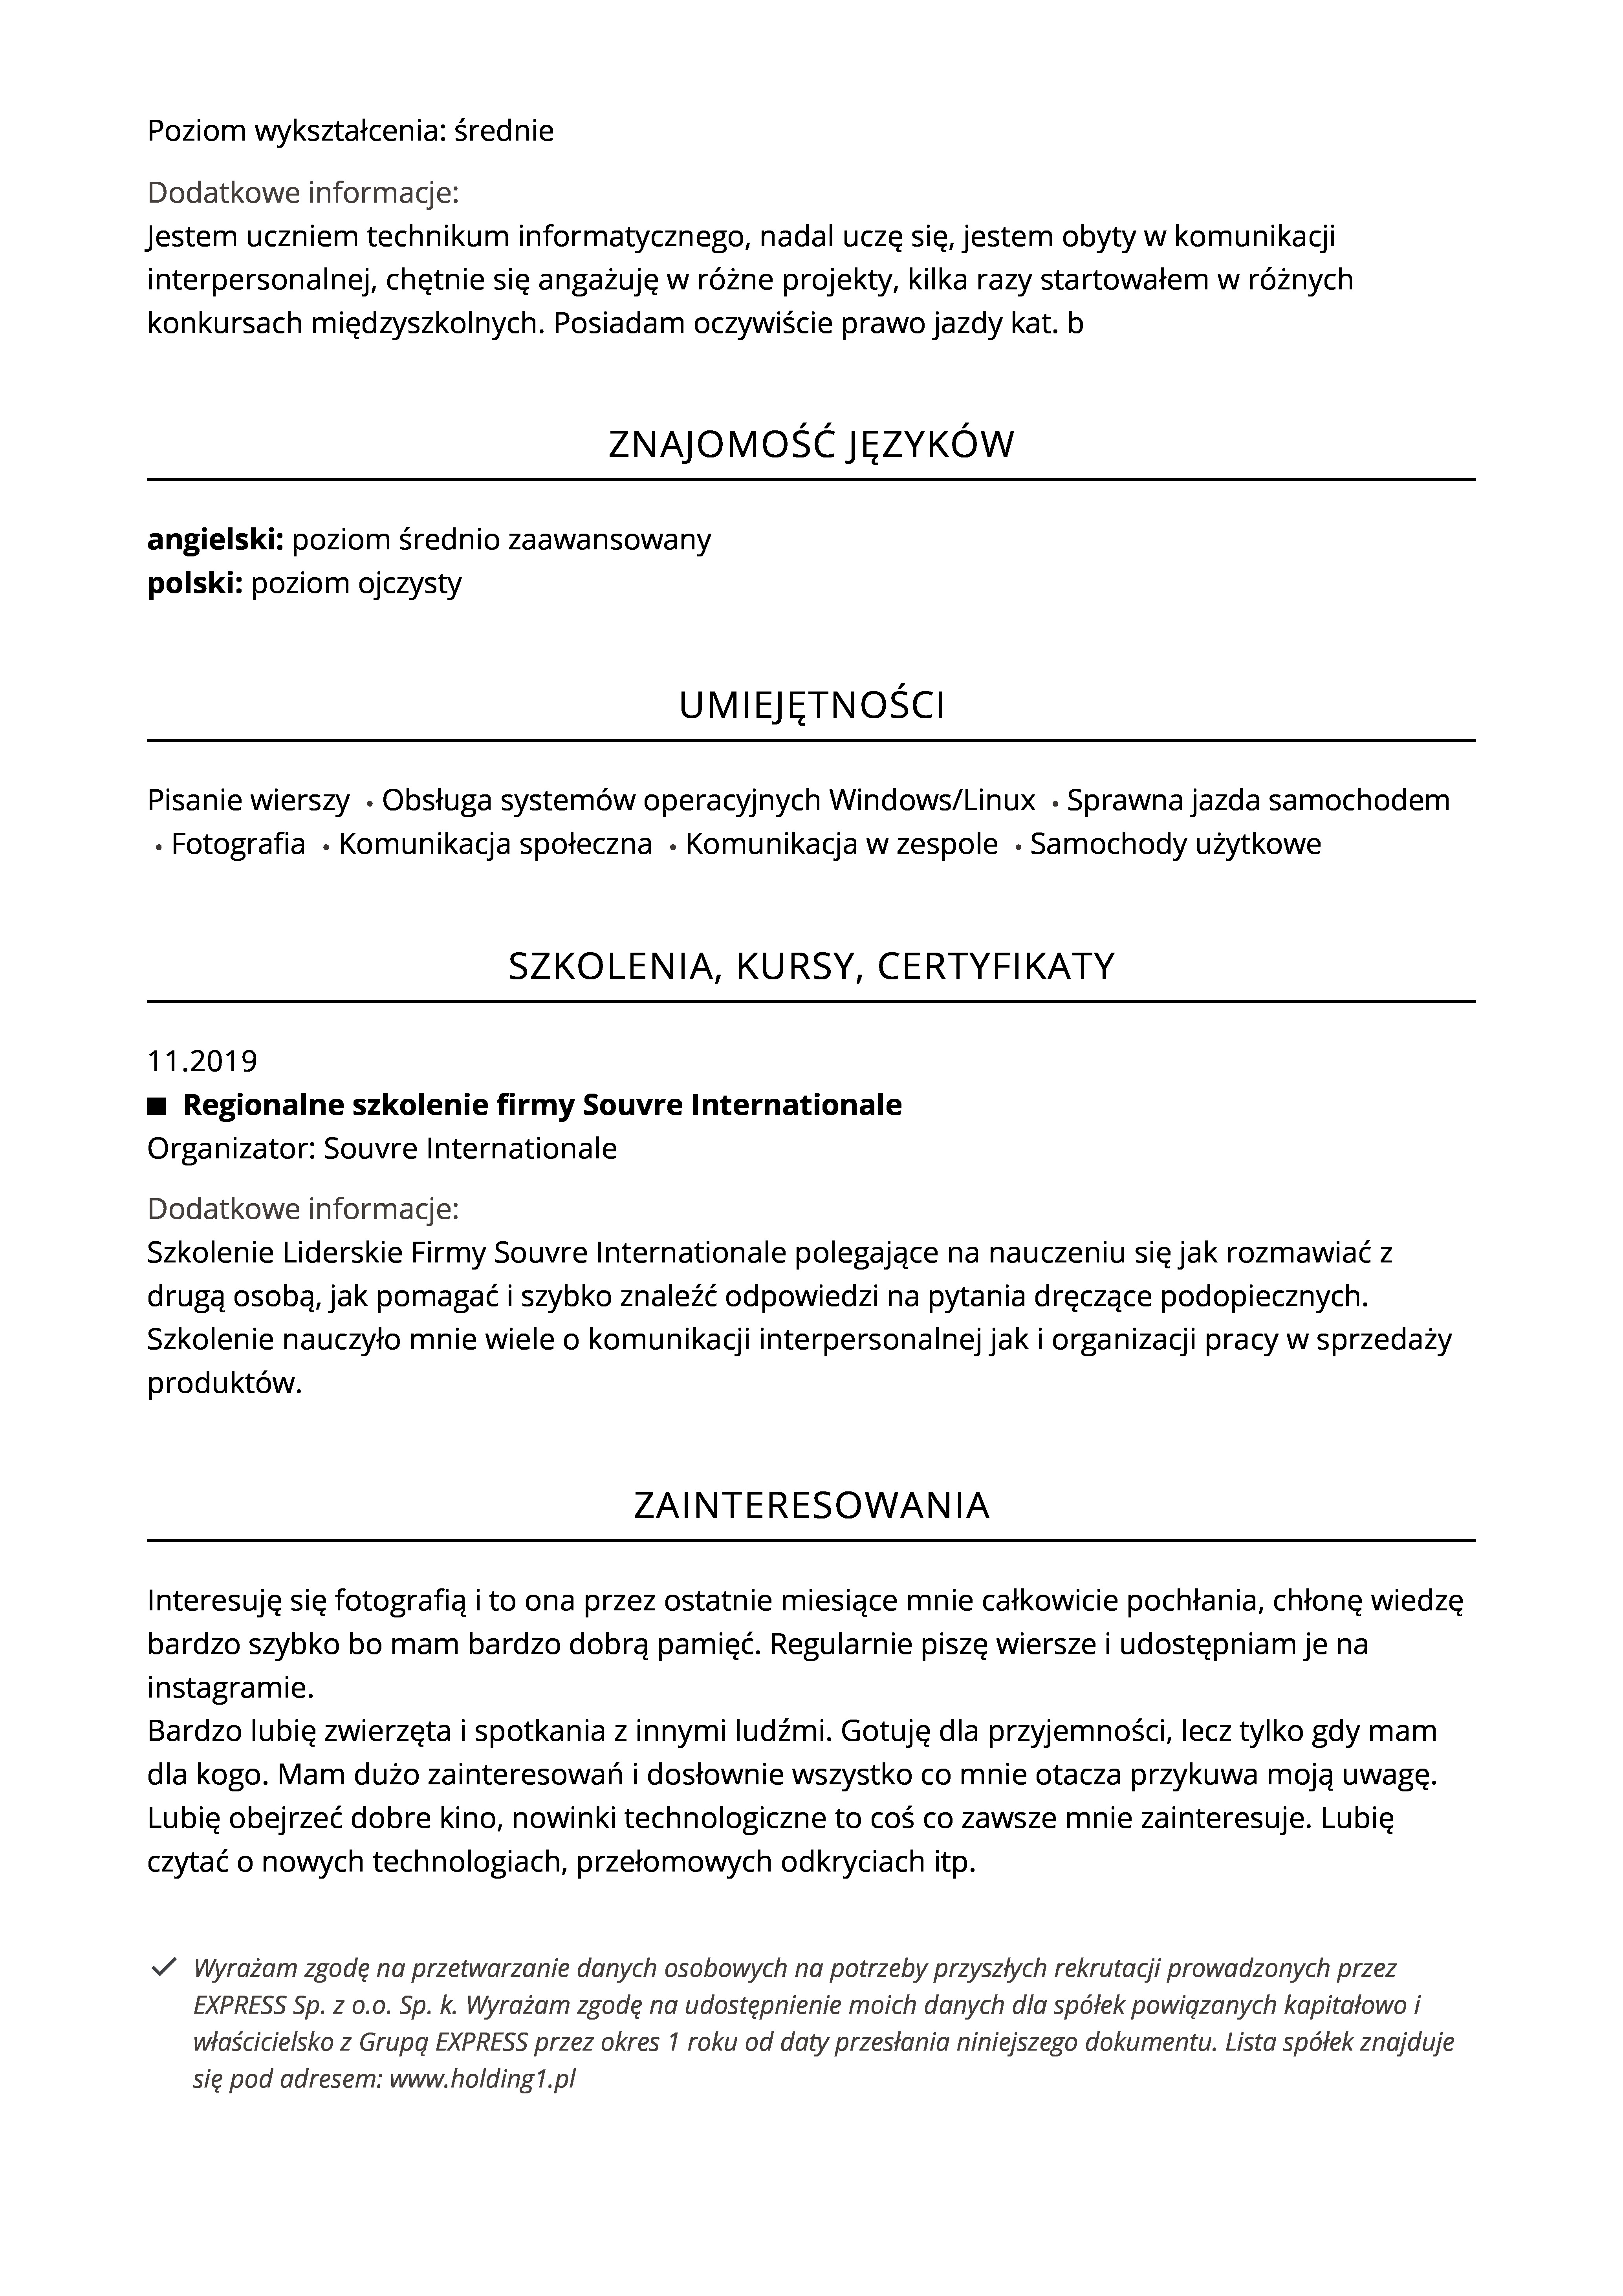 Poziom wykształcenia: średnie
Dodatkowe informacje:
Jestem uczniem technikum informatycznego, nadal uczę się, jestem obyty w komunikacji
interpersonalnej, chętnie się angażuję w różne projekty, kilka razy startowałem w różnych
konkursach międzyszkolnych. Posiadam oczywiście prawo jazdy kat. b
ZNAJOMOŚĆ JĘZYKÓW
angielski: poziom średnio zaawansowany
polski: poziom ojczysty
UMIEJĘTNOŚCI
Pisanie wierszy • Obsługa systemów operacyjnych Windows/Linux • Sprawna jazda samochodem
• Fotografia • Komunikacja społeczna • Komunikacja w zespole • Samochody użytkowe
SZKOLENIA, KURSY, CERTYFIKATY
11.2019
■ Regionalne szkolenie firmy Souvre Internationale
Organizator: Souvre Internationale
Dodatkowe informacje:
Szkolenie Liderskie Firmy Souvre Internationale polegające na nauczeniu się jak rozmawiać z
drugą osobą, jak pomagać i szybko znaleźć odpowiedzi na pytania dręczące podopiecznych.
Szkolenie nauczyło mnie wiele o komunikacji interpersonalnej jak i organizacji pracy w sprzedaży
produktów.
ZAINTERESOWANIA
Interesuję się fotografią i to ona przez ostatnie miesiące mnie całkowicie pochłania, chłonę wiedzę
bardzo szybko bo mam bardzo dobrą pamięć. Regularnie piszę wiersze i udostępniam je na
instagramie.
Bardzo lubię zwierzęta i spotkania z innymi ludźmi. Gotuję dla przyjemności, lecz tylko gdy mam
dla kogo. Mam dużo zainteresowań i dosłownie wszystko co mnie otacza przykuwa moją uwagę.
Lubię obejrzeć dobre kino, nowinki technologiczne to coś co zawsze mnie zainteresuje. Lubię
czytać o nowych technologiach, przełomowych odkryciach itp.
✓ Wyrażam zgodę na przetwarzanie danych osobowych na potrzeby przyszłych rekrutacji prowadzonych przez
EXPRESS Sp. z o.o. Sp. k. Wyrażam zgodę na udostępnienie moich danych dla spółek powiązanych kapitałowo i
właścicielsko z Grupą EXPRESS przez okres 1 roku od daty przesłania niniejszego dokumentu. Lista spółek znajduje
się pod adresem: www.holding1.pl